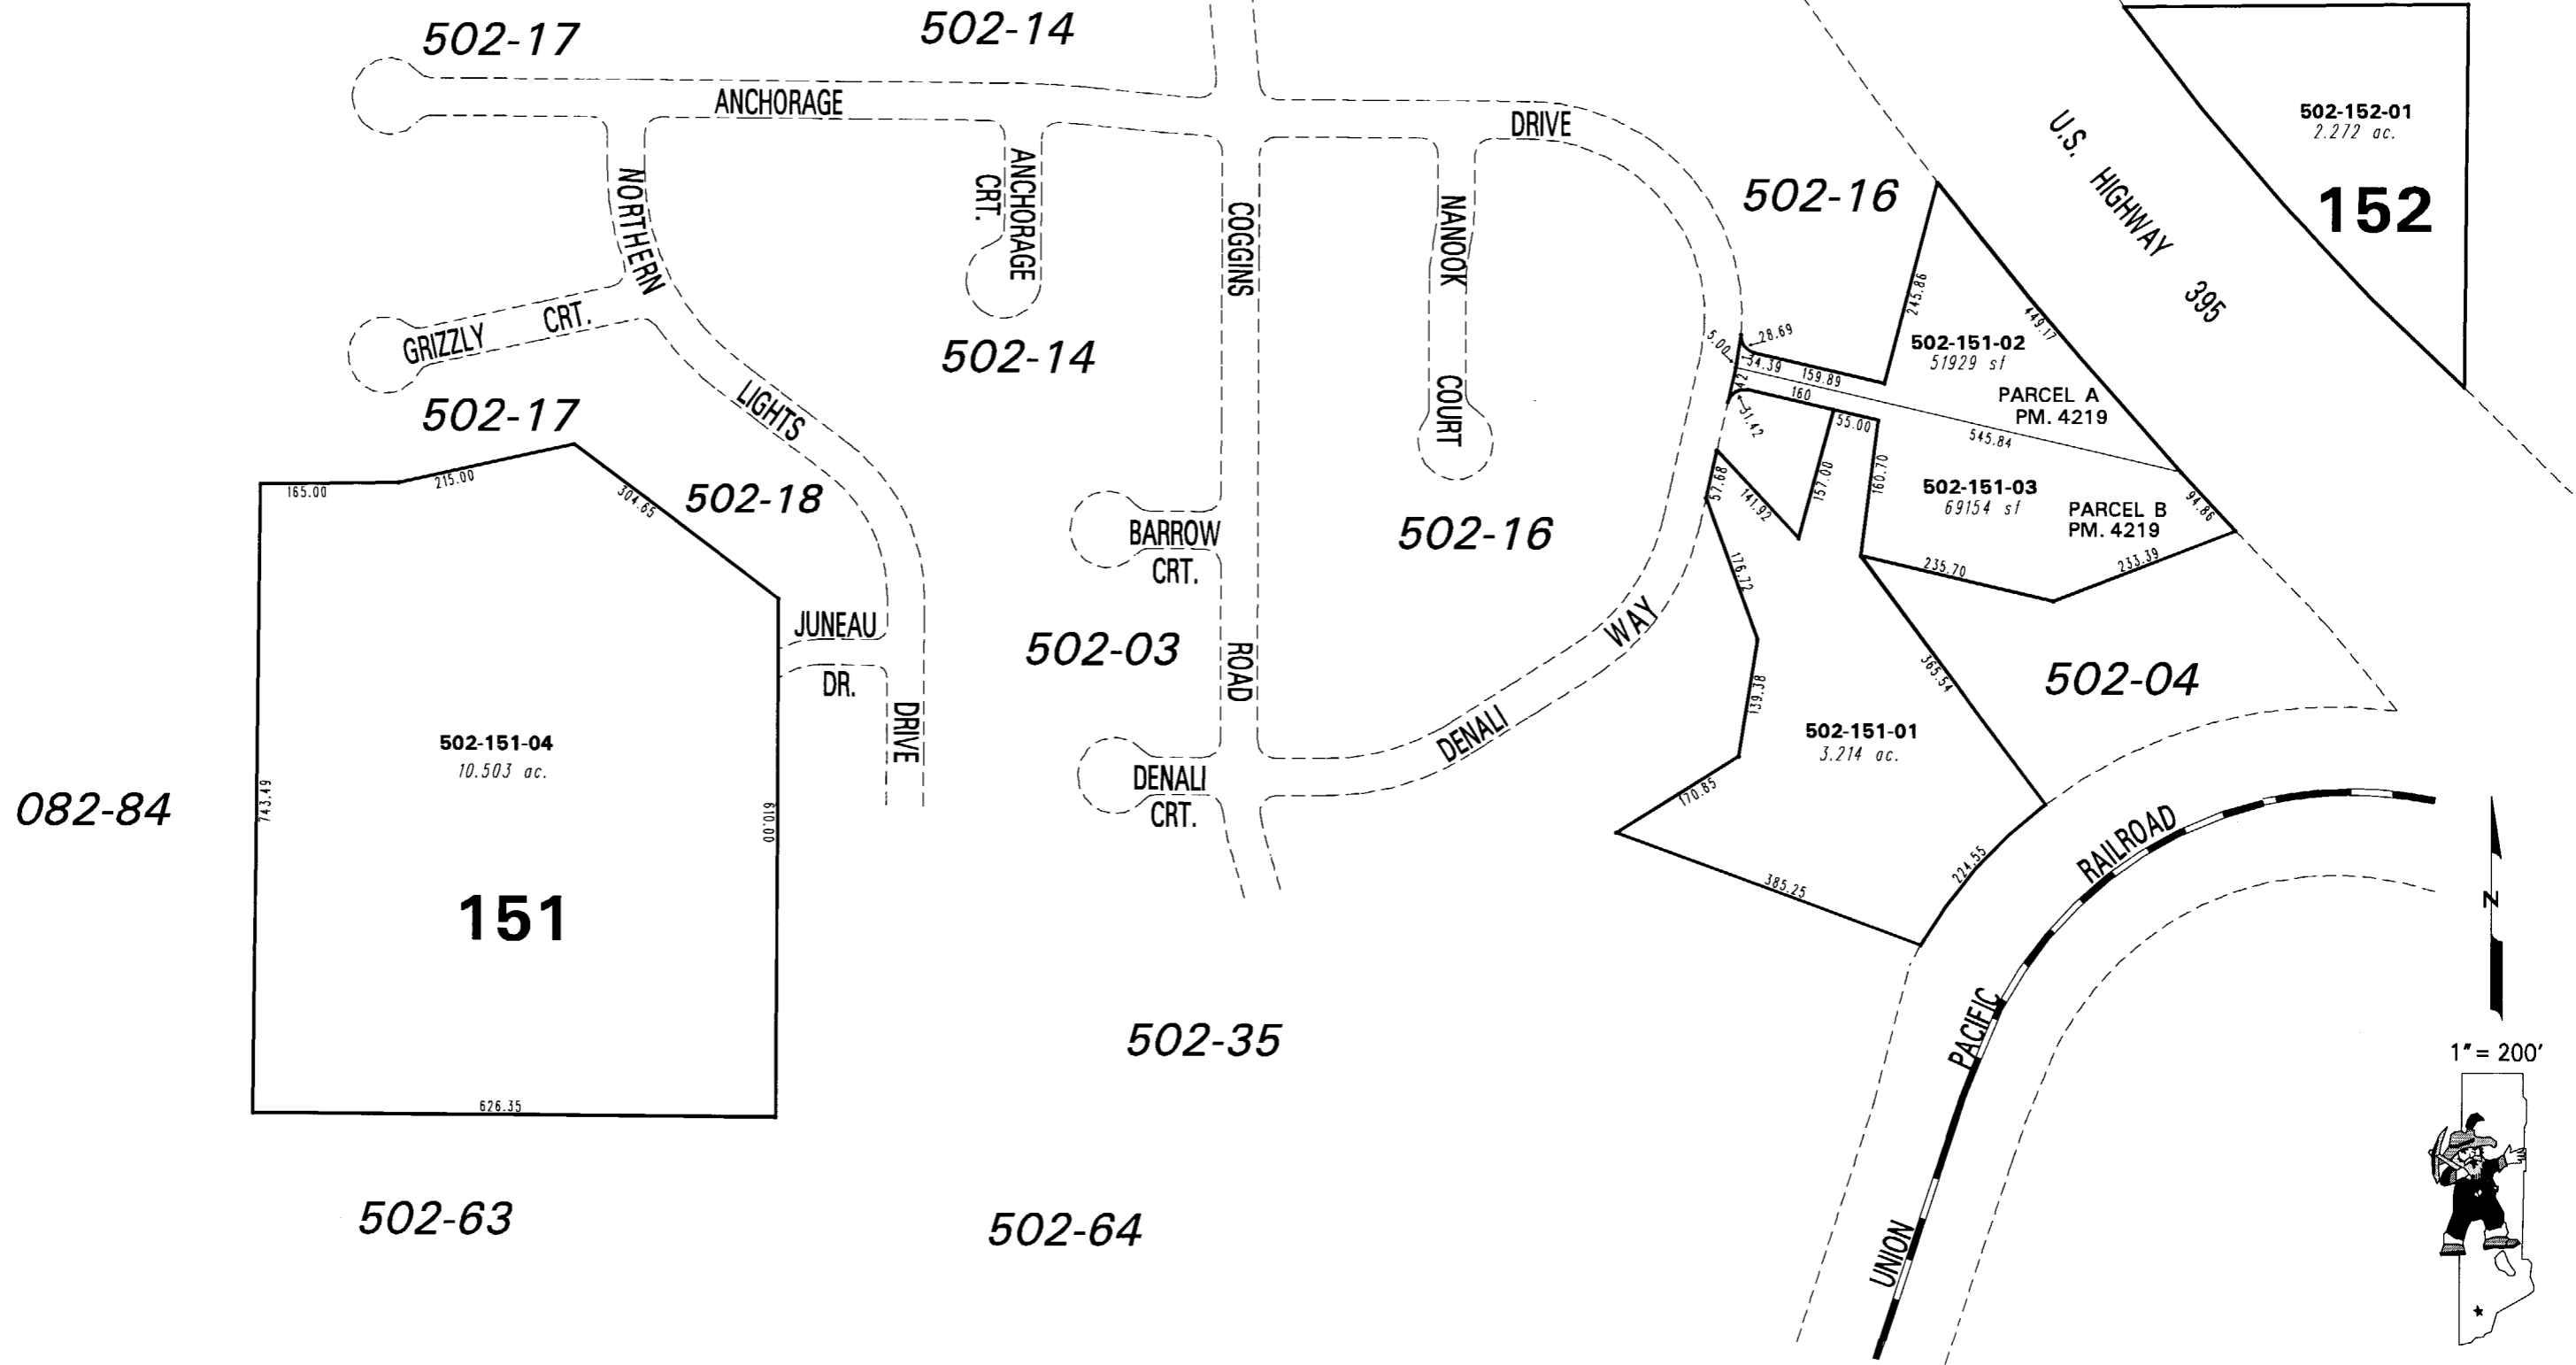 502-17
502-14
ANCHORAGE
DRIVE
502-152-01
2.272 ac.
152
U.S. HIGHWAY 395
502-16
NORTHERN
ANCHORAGE
CRT.
COGGINS
NANOOK
GRIZZLY CRT.
502-14
245.86
449.17
28.69
5.00
34.39
159.89
42
160
31.42
55.00
502-151-02
51929 sf
PARCEL A
PM. 4219
545.84
502-17
LIGHTS
COURT
165.00
215.00
304.65
502-18
57.68
141.92
157.00
160.70
502-151-03
69154 sf
PARCEL B
PM. 4219
94.86
BARROW
CRT.
502-16
176.72
235.70
233.39
JUNEAU
DR.
502-03
ROAD
WAY
365.54
502-04
DRIVE
DENALI
139.38
502-151-01
3.214 ac.
502-151-04
10.503 ac.
082-84
743.49
610.00
DENALI
CRT.
170.85
385.25
224.55
RAILROAD
151
N
502-35
PACIFIC
1" = 200'
626.35
502-63
502-64
UNION